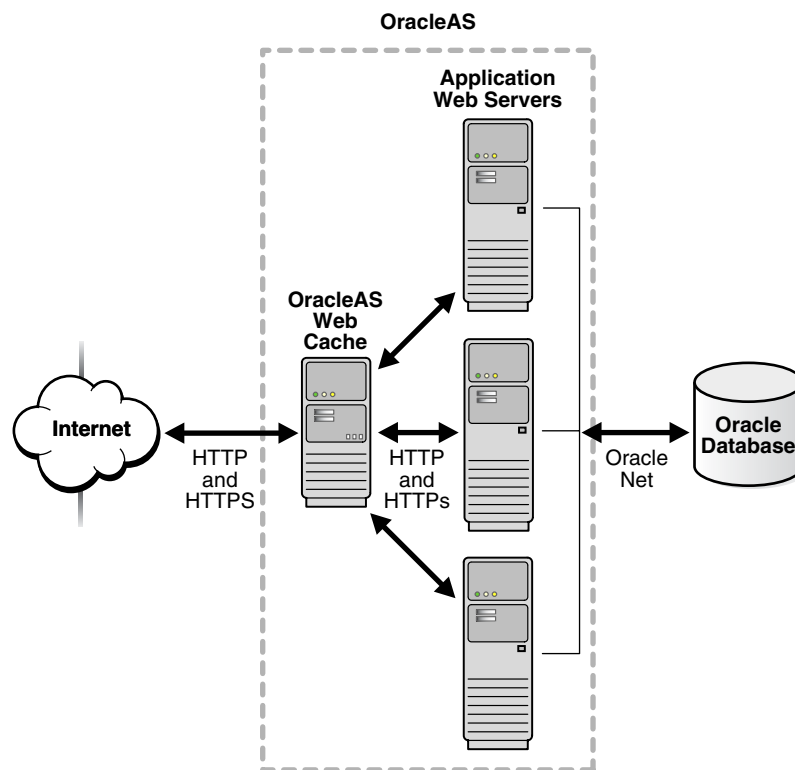 OracleAS
Application
Web Servers
OracleAS
Web
Cache
Internet
HTTP
and
HTTPS
HTTP
and
HTTPs
Oracle
Net
Oracle
Database